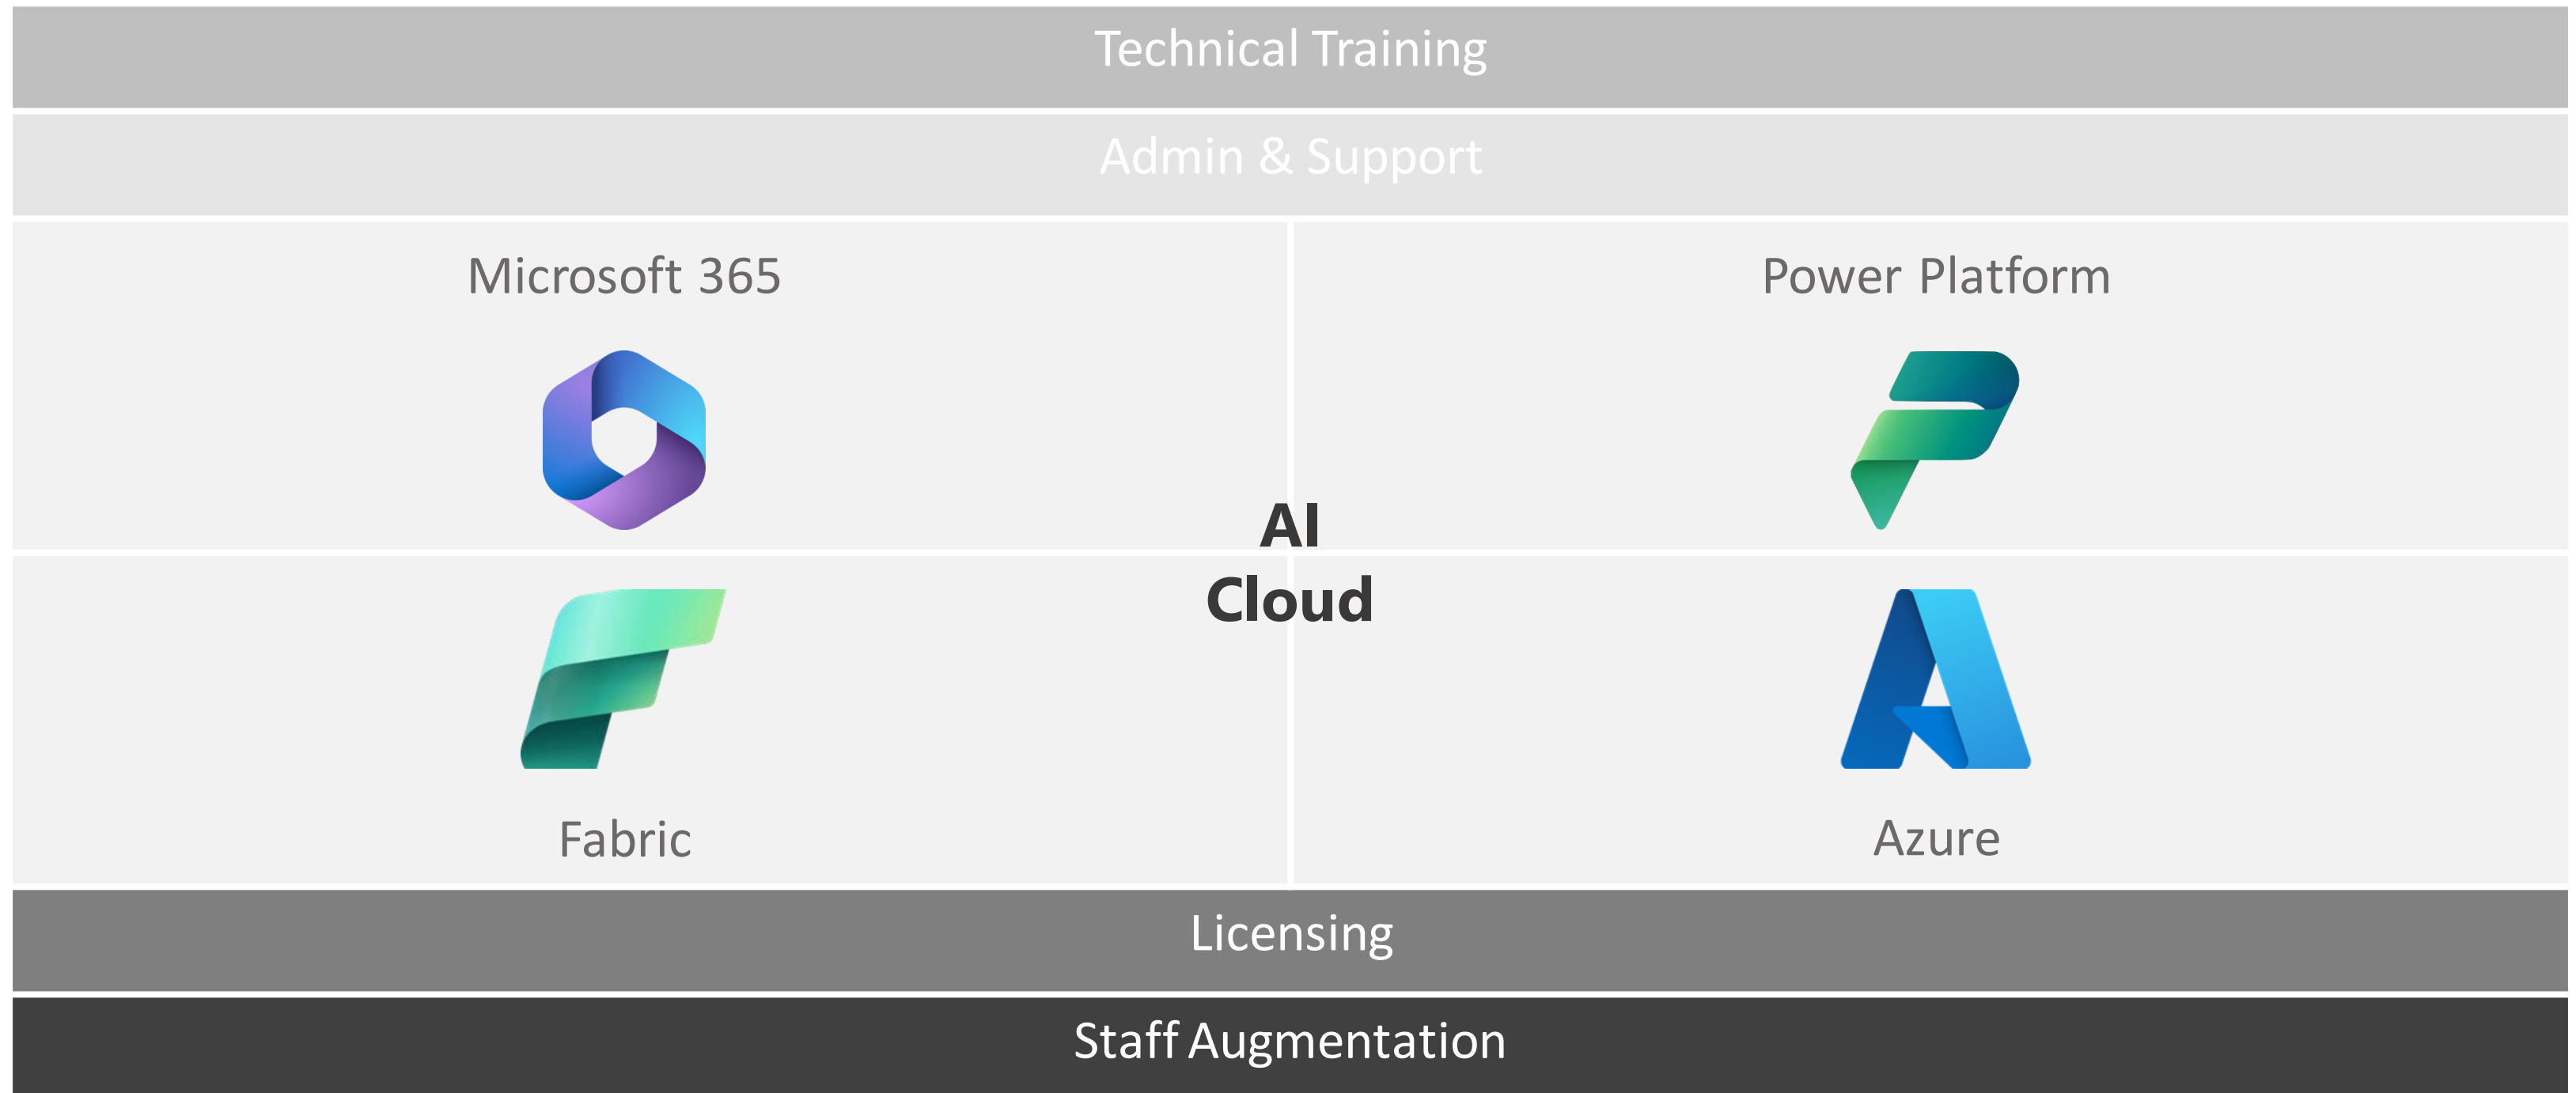 Technical Training
Admin & Support
Microsoft 365
Power Platform
AI
Cloud
Fabric
Azure
Licensing
Staff Augmentation